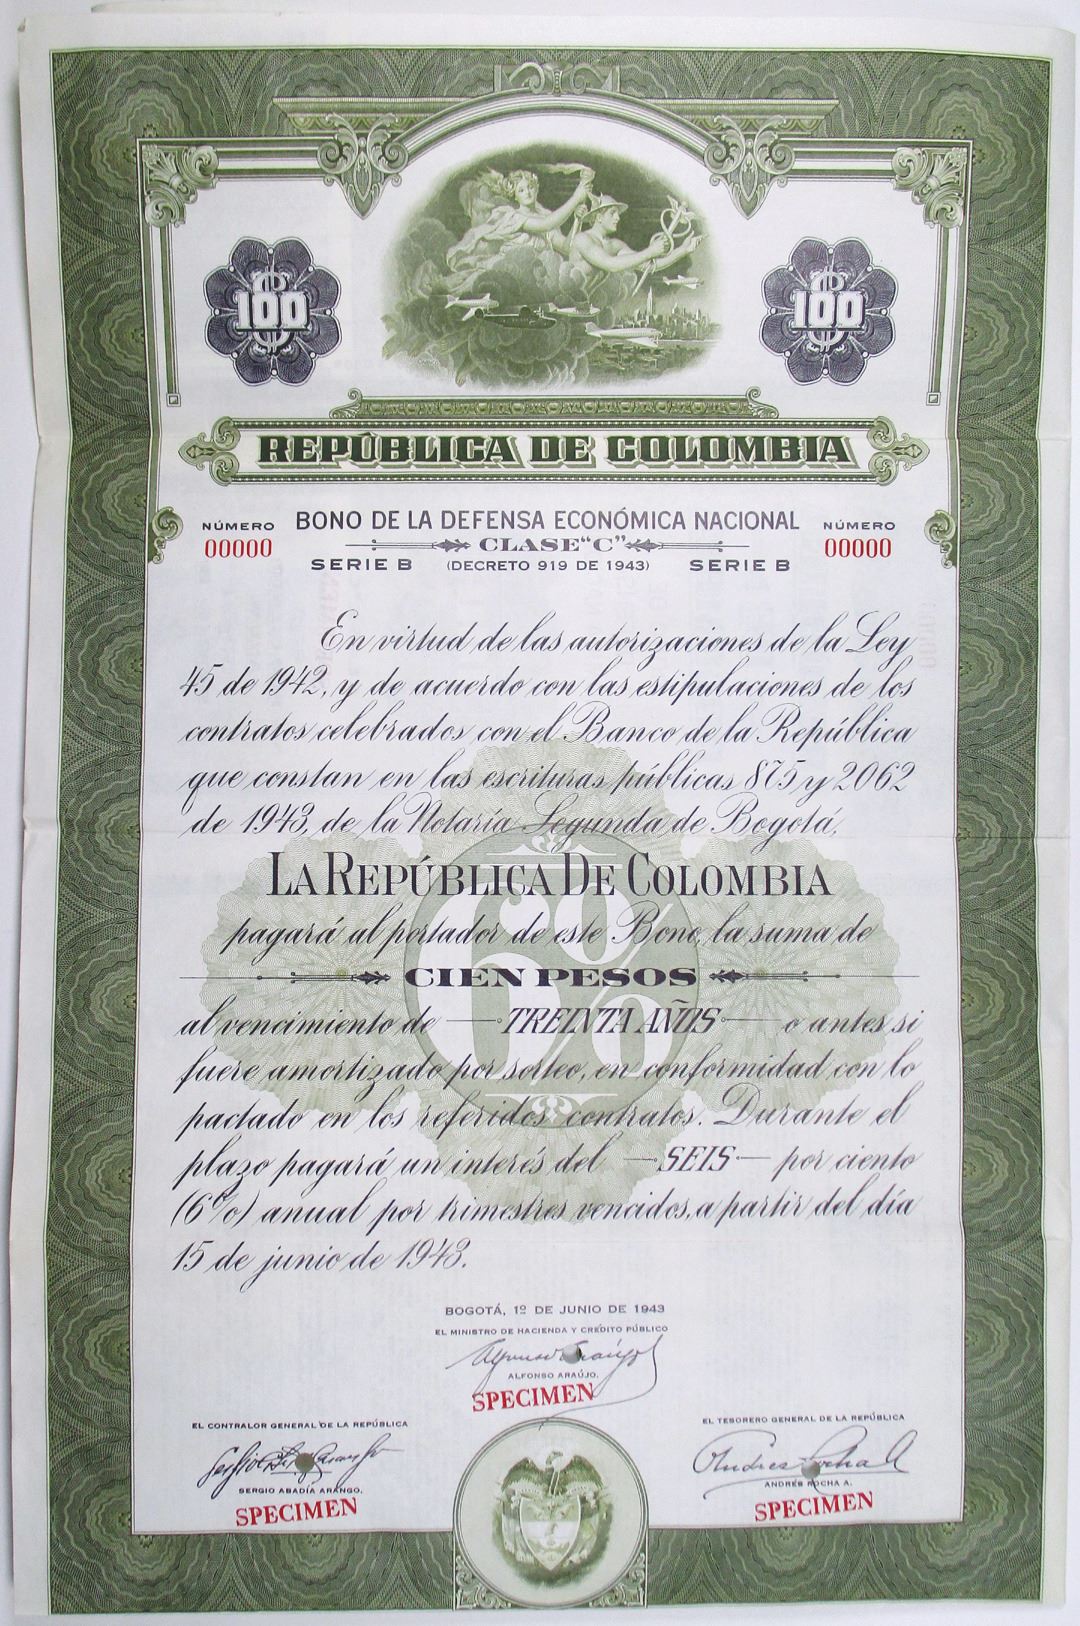 $ 100
$ 100
REPÚBLICA DE COLOMBIA
NÚMERO
00000
BONO DE LA DEFENSA ECONÓMICA NACIONAL
NÚMERO
00000
CLASE "C"
SERIE B (DECRETO 919 DE 1943) SERIE B
En virtud de las autorizaciones de la Ley
45 de 1942, y de acuerdo con las estipulaciones de los
contratos celebrados con el Banco de la República
que constan en las escrituras públicas 875 y 2062
de 1943, de la Notaría Segunda de Bogotá,
LA REPÚBLICA DE COLOMBIA
pagará al portador de este Bono, la suma de
CIEN PESOS
al vencimiento de — TREINTA AÑOS — o antes si
fuere amortizado por sorteo, en conformidad con lo
pactado en los referidos contratos. Durante el
plazo pagará un interés del — SEIS — por ciento
(6%) anual por trimestres vencidos, a partir del día
15 de junio de 1943.
6%
BOGOTÁ, 1º DE JUNIO DE 1943
EL MINISTRO DE HACIENDA Y CRÉDITO PÚBLICO
ALFONSO ARAÚJO.
SPECIMEN
EL CONTRALOR GENERAL DE LA REPÚBLICA
SERGIO ABADÍA ARANGO.
SPECIMEN
EL TESORERO GENERAL DE LA REPÚBLICA
Andres Rocha A
ANDRÉS ROCHA A.
SPECIMEN